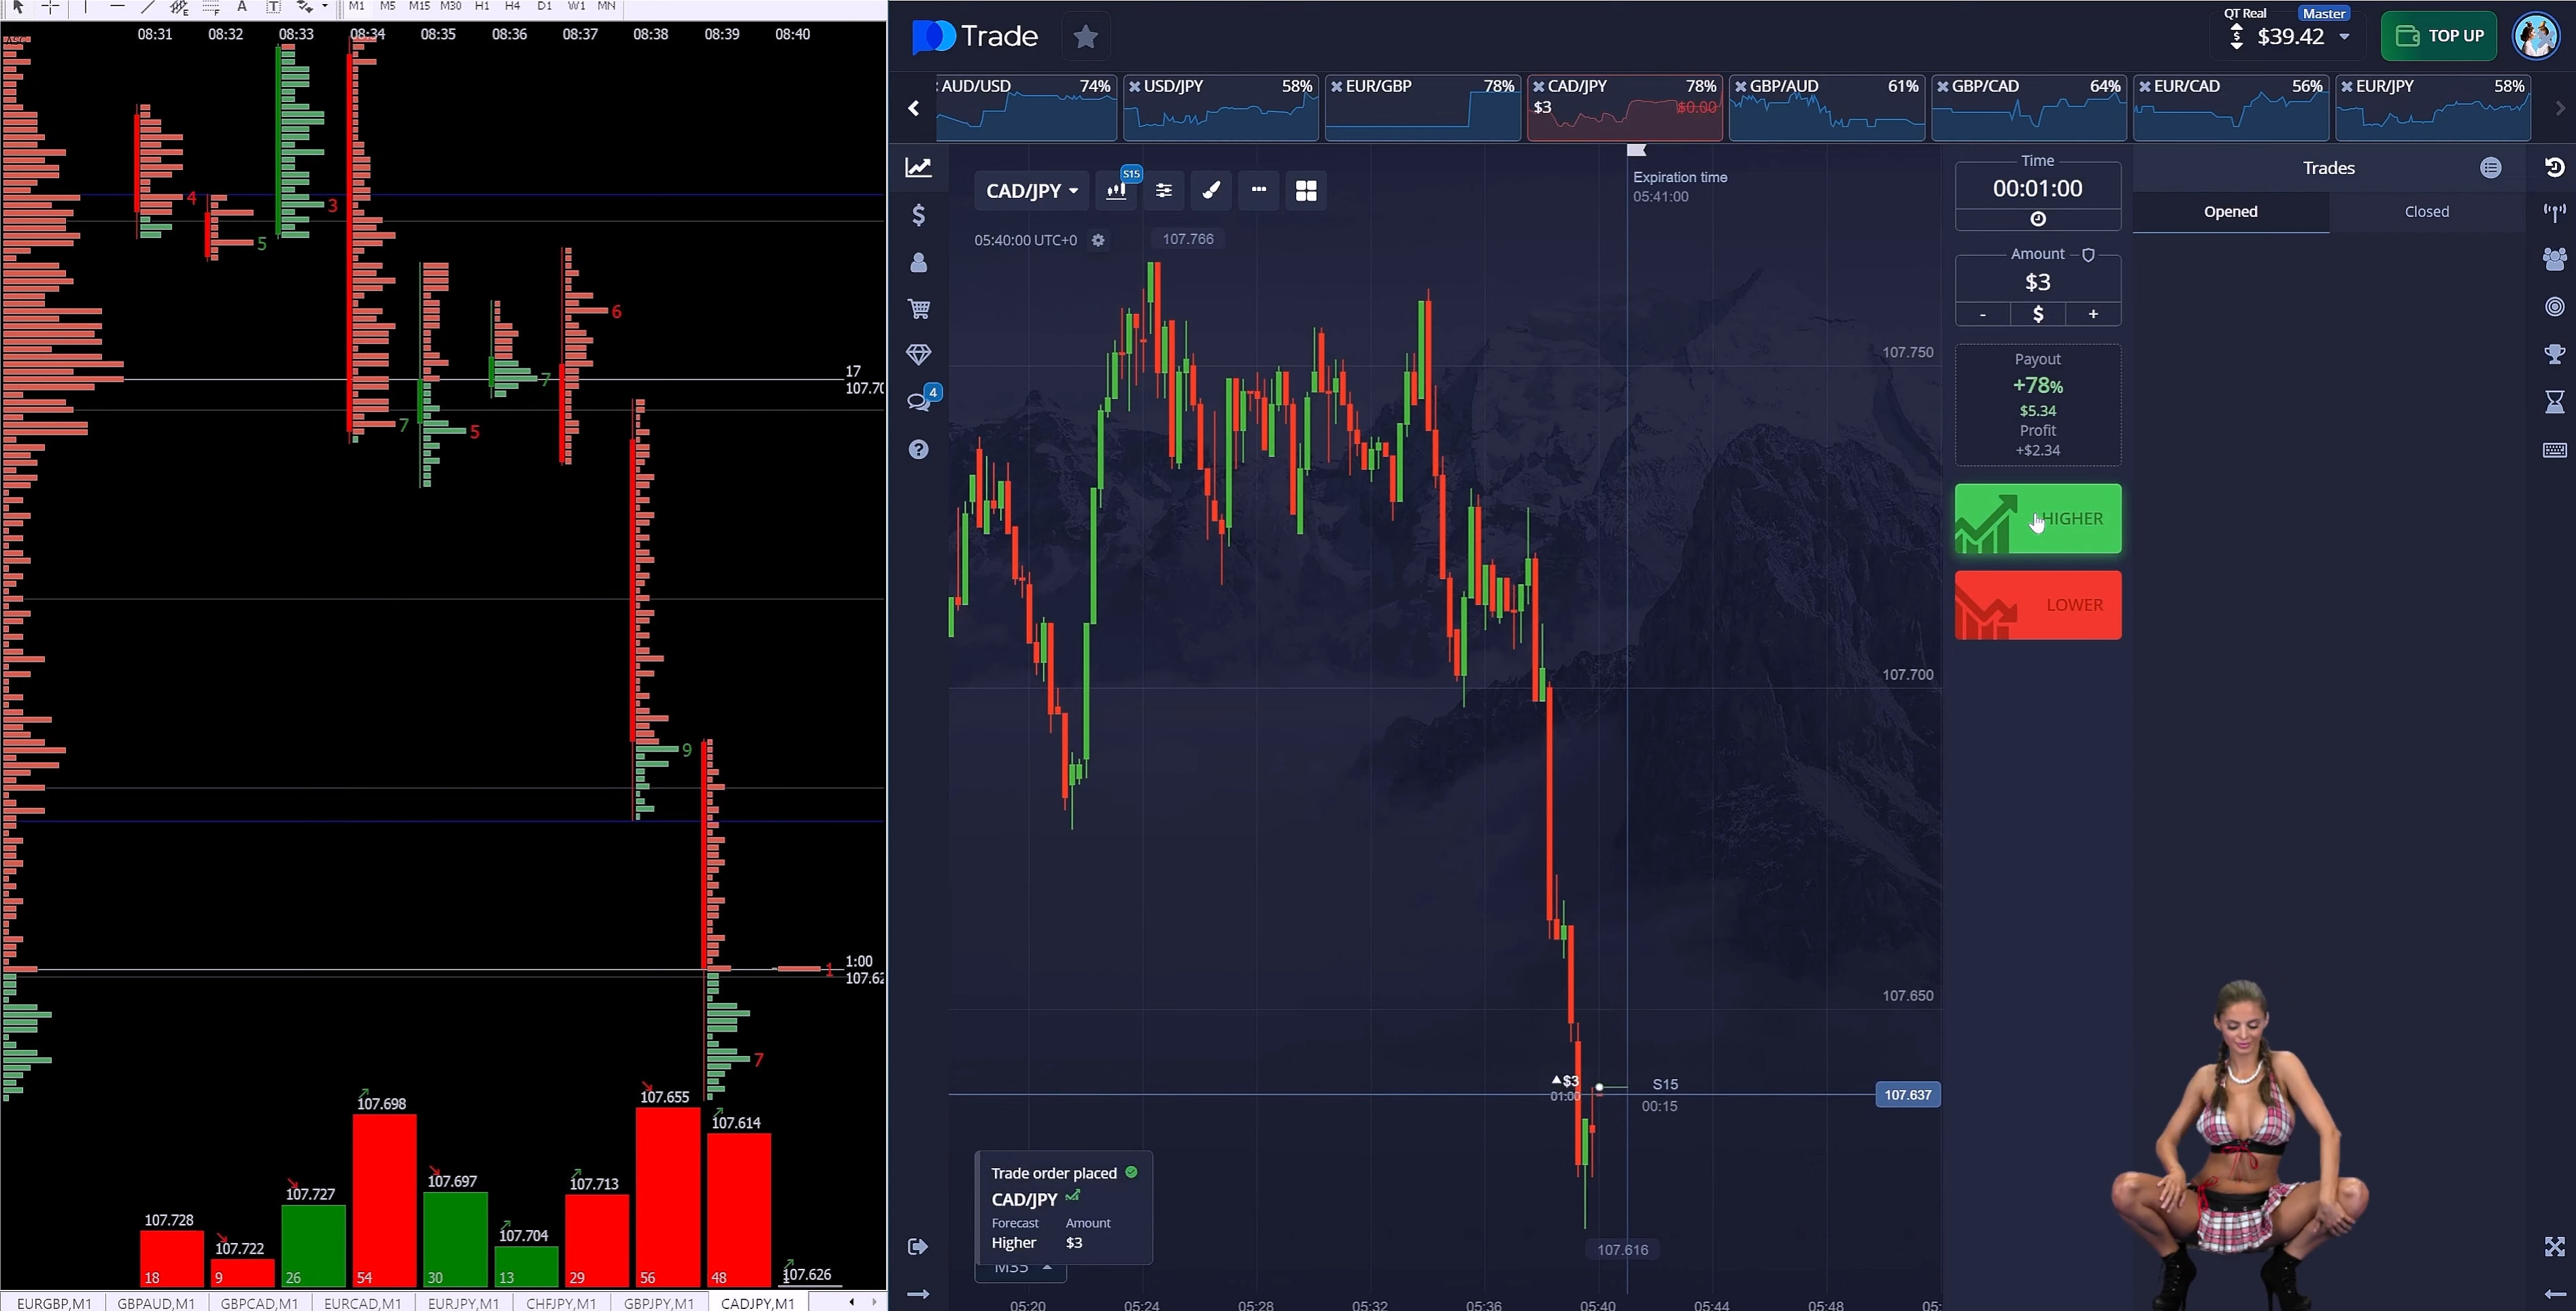 M1 M5 M15 M30 H1 H4 D1 W1 MN
08:31 08:32 08:33 08:34 08:35 08:36 08:37 08:38 08:39 08:40
4
5
3
7
5
7
6
9
7
1
17
107.70
1:00
107.62
107.728
107.722
107.727
107.698
107.697
107.704
107.713
107.655
107.614
107.626
18 9 26 54 30 13 29 56 48
EURGBP,M1 GBPAUD,M1 GBPCAD,M1 EURCAD,M1 EURJPY,M1 CHFJPY,M1 GBPJPY,M1 CADJPY,M1
Trade
QT Real Master
$39.42
TOP UP
AUD/USD 74%
USD/JPY 58%
EUR/GBP 78%
CAD/JPY 78%
$3 $0.00
GBP/AUD 61%
GBP/CAD 64%
EUR/CAD 56%
EUR/JPY 58%
4
CAD/JPY
S15
05:40:00 UTC+0
107.766
Expiration time
05:41:00
107.750
107.700
107.650
107.637
107.616
$3
01:00
S15
00:15
Trade order placed
CAD/JPY
Forecast Amount
Higher $3
M35
05:20 05:24 05:28 05:32 05:36 05:40 05:44 05:48 05:
Time
00:01:00
Amount
$3
- $ +
Payout
+78%
$5.34
Profit
+$2.34
HIGHER
LOWER
Trades
Opened Closed